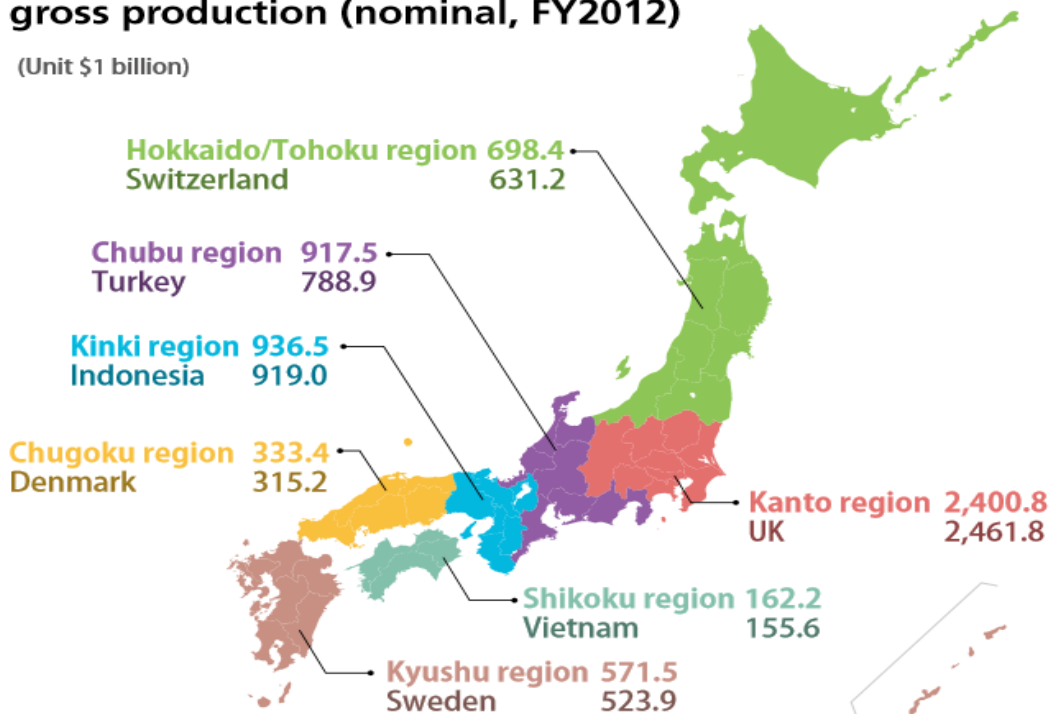 gross production (nominal, FY2012)
(Unit $1 billion)
Hokkaido/Tohoku region 698.4
Switzerland 631.2
Chubu region 917.5
Turkey 788.9
Kinki region 936.5
Indonesia 919.0
Chugoku region 333.4
Denmark 315.2
Kanto region 2,400.8
UK 2,461.8
Shikoku region 162.2
Vietnam 155.6
Kyushu region 571.5
Sweden 523.9